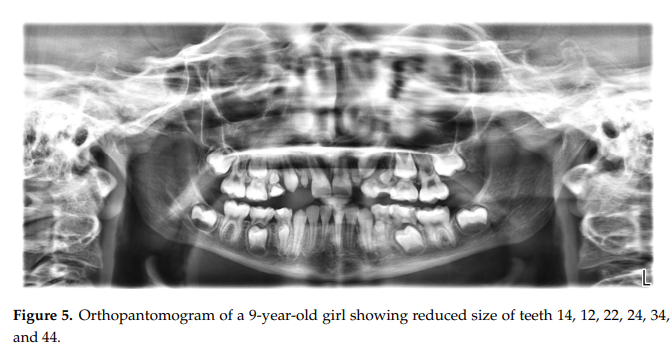 L
Figure 5. Orthopantomogram of a 9-year-old girl showing reduced size of teeth 14, 12, 22, 24, 34,
and 44.